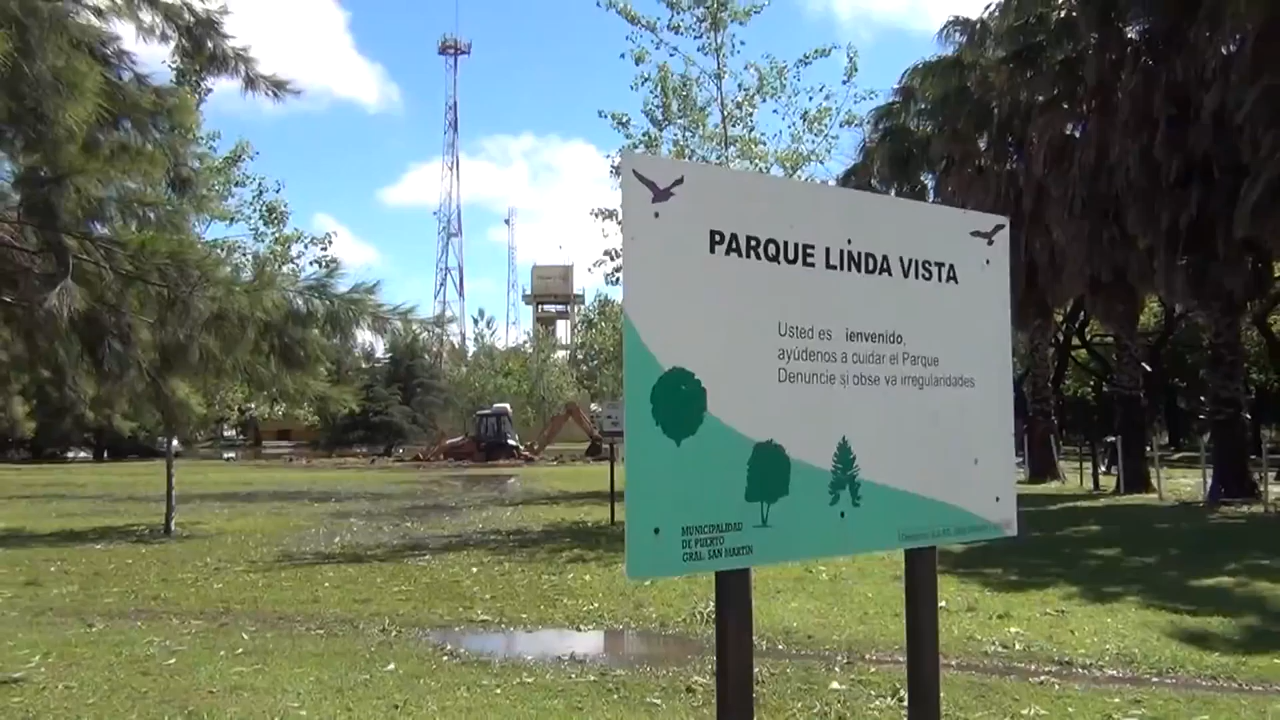 PARQUE LINDA VISTA
Usted es ienvenido,
ayúdenos a cuidar el Parque
Denuncie si obse va irregularidades
MUNICIPALIDAD
DE PUERTO
GRAL. SAN MARTIN